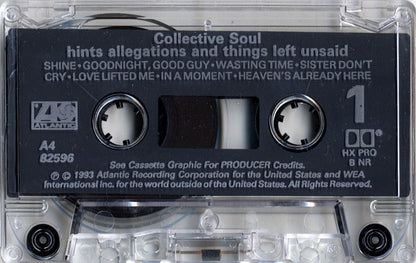 Collective Soul
hints allegations and things left unsaid
SHINE • GOODNIGHT, GOOD GUY • WASTING TIME • SISTER DON'T
CRY • LOVE LIFTED ME • IN A MOMENT • HEAVEN'S ALREADY HERE
ATLANTIC
A4
82596
1
HX PRO
B NR
See Cassette Graphic For PRODUCER Credits.
℗ © 1993 Atlantic Recording Corporation for the United States and WEA
International Inc. for the world outside of the United States. All Rights Reserved.